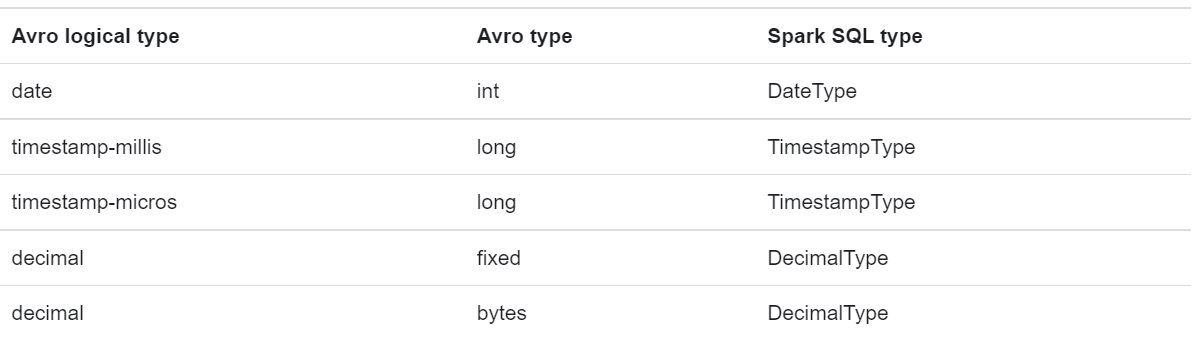 Avro logical type Avro type Spark SQL type
date int DateType
timestamp-millis long TimestampType
timestamp-micros long TimestampType
decimal fixed DecimalType
decimal bytes DecimalType